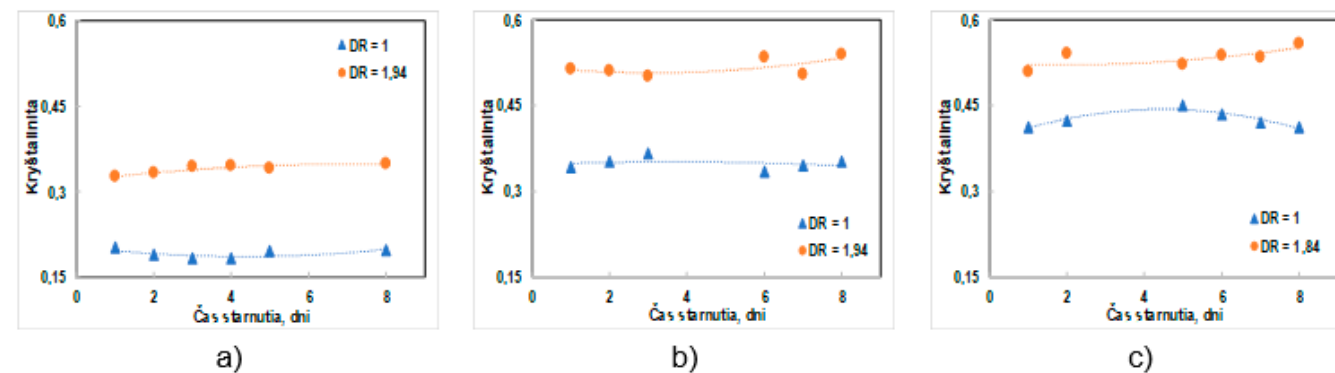 0,6
0,45
0,3
0,15
Kryštalinita
DR = 1
DR = 1,94
0
2
4
6
8
Čas starnutia, dni
a)
0,6
0,45
0,3
0,15
Kryštalinita
DR = 1
DR = 1,94
0
2
4
6
8
Čas starnutia, dni
b)
0,6
0,45
0,3
0,15
Kryštalinita
DR = 1
DR = 1,84
0
2
4
6
8
Čas starnutia, dni
c)